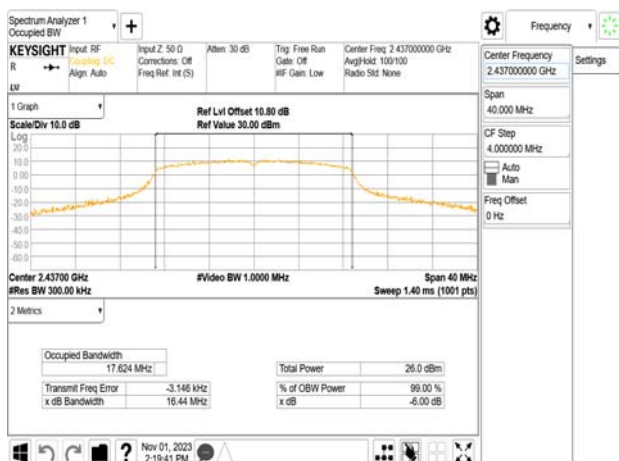 Spectrum Analyzer 1
Occupied BW
Frequency
KEYSIGHT Input: RF Input Z: 50 Ω Atten: 30 dB Trig: Free Run Center Freq: 2.437000000 GHz
R Coupling: DC Corrections: Off Gate: Off Avg|Hold: 100/100
Align: Auto Freq Ref: Int (S) #IF Gain: Low Radio Std: None
Center Frequency
2.437000000 GHz
Settings
Span
40.000 MHz
CF Step
4.000000 MHz
Auto
Man
Freq Offset
0 Hz
1 Graph
Ref Lvl Offset 10.80 dB
Scale/Div 10.0 dB Ref Value 30.00 dBm
Log
20.0
10.0
0.00
-10.0
-20.0
-30.0
-40.0
-50.0
-60.0
Center 2.43700 GHz #Video BW 1.0000 MHz Span 40 MHz
#Res BW 300.00 kHz Sweep 1.40 ms (1001 pts)
2 Metrics
Occupied Bandwidth
17.624 MHz Total Power 26.0 dBm
Transmit Freq Error -3.146 kHz % of OBW Power 99.00 %
x dB Bandwidth 16.44 MHz x dB -6.00 dB
Nov 01, 2023
2:19:41 PM